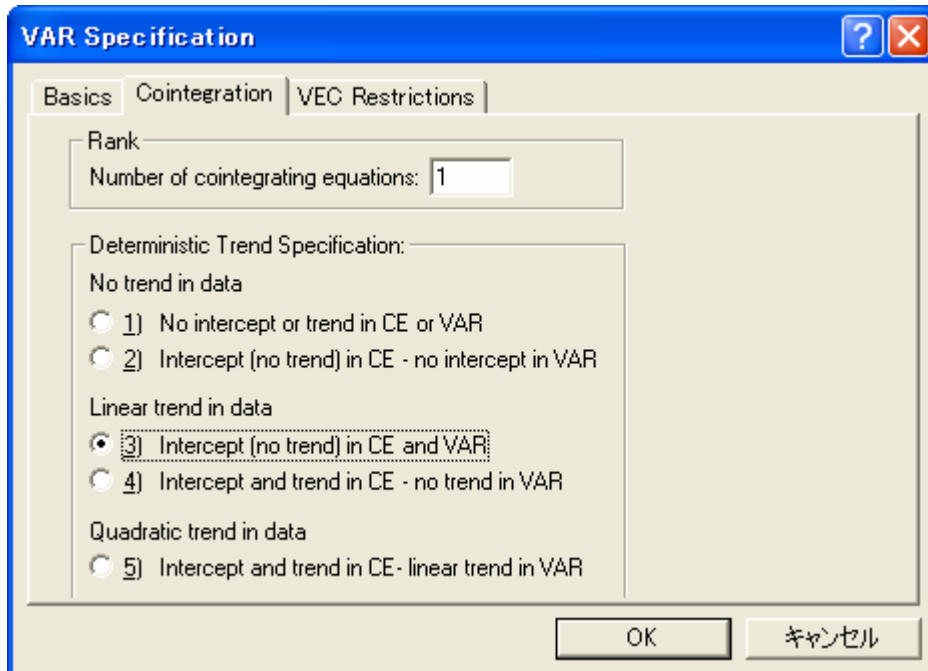 VAR Specification
Basics
Cointegration
VEC Restrictions
Rank
Number of cointegrating equations: 1
Deterministic Trend Specification:
No trend in data
1) No intercept or trend in CE or VAR
2) Intercept (no trend) in CE - no intercept in VAR
Linear trend in data
3) Intercept (no trend) in CE and VAR
4) Intercept and trend in CE - no trend in VAR
Quadratic trend in data
5) Intercept and trend in CE- linear trend in VAR
OK
キャンセル